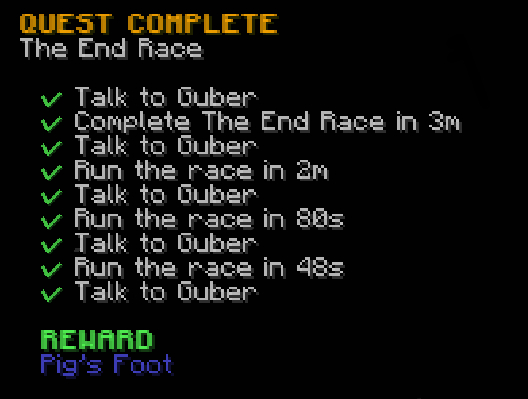 QUEST COMPLETE
The End Race
✓ Talk to Guber
✓ Complete The End Race in 3m
✓ Talk to Guber
✓ Run the race in 2m
✓ Talk to Guber
✓ Run the race in 80s
✓ Talk to Guber
✓ Run the race in 48s
✓ Talk to Guber
REWARD
Pig's Foot